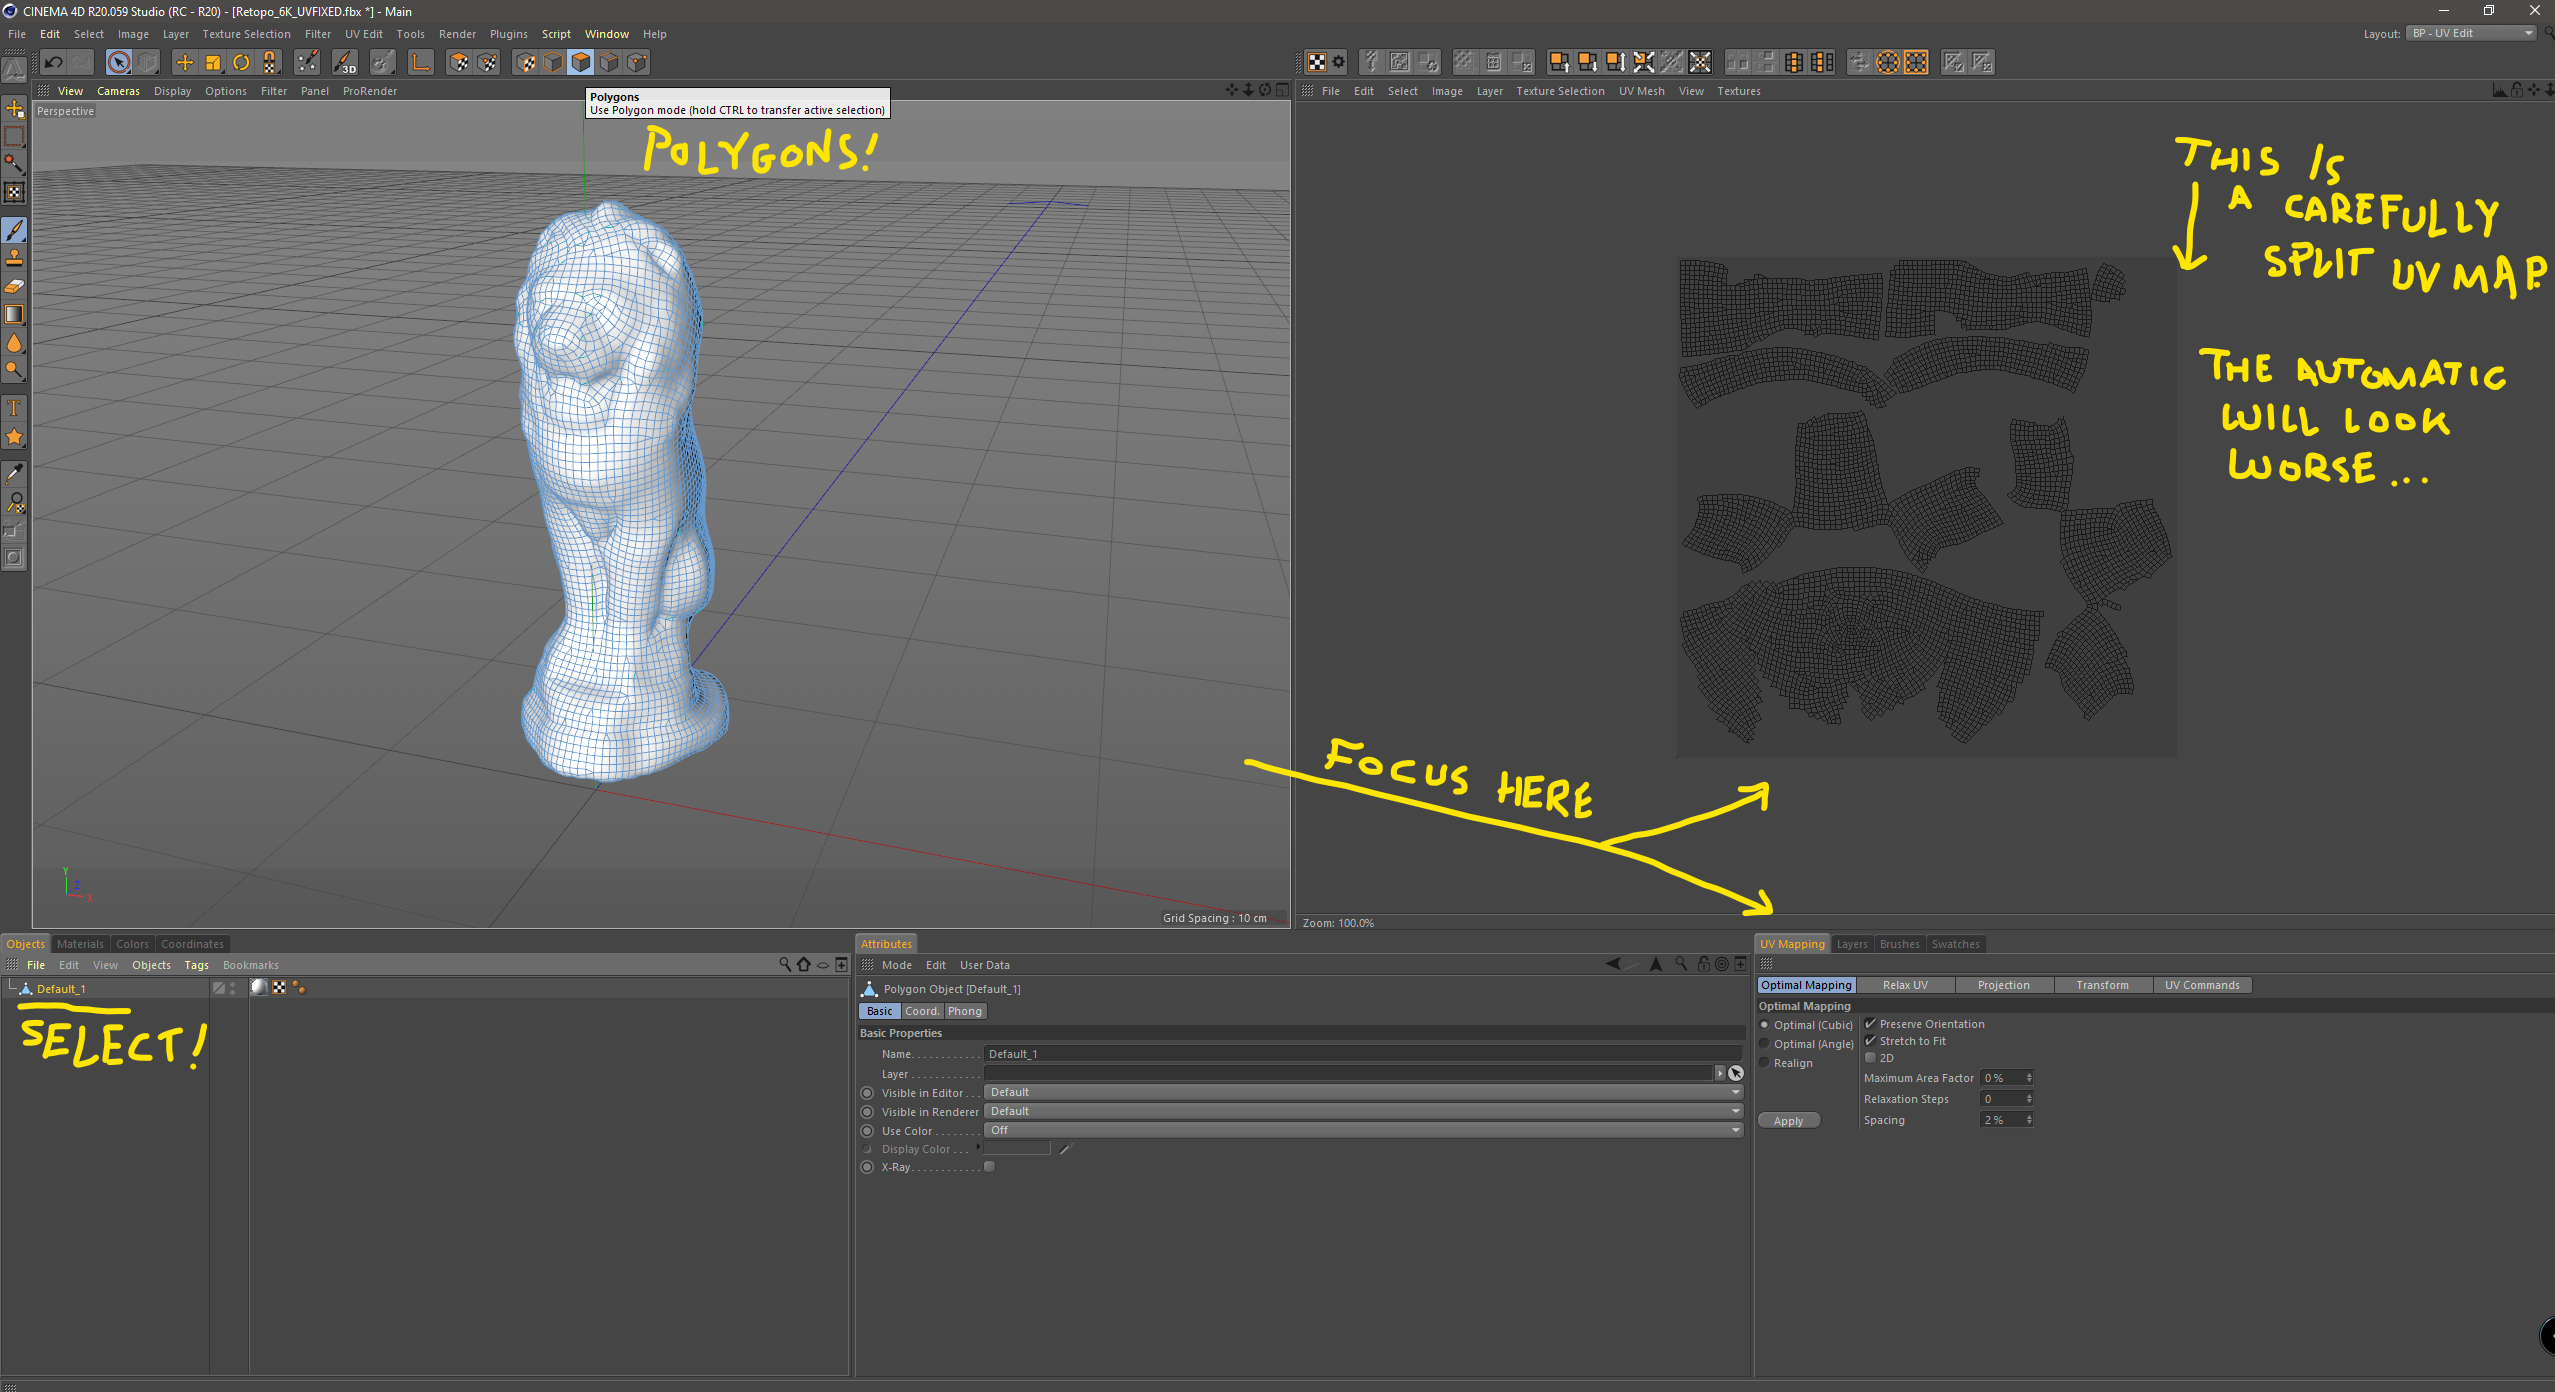 CINEMA 4D R20.059 Studio (RC - R20) - [Retopo_6K_UVFIXED.fbx *] - Main
File Edit Select Image Layer Texture Selection Filter UV Edit Tools Render Plugins Script Window Help
Layout: BP - UV Edit
3D
View Cameras Display Options Filter Panel ProRender
File Edit Select Image Layer Texture Selection UV Mesh View Textures
Perspective
Polygons
Use Polygon mode (hold CTRL to transfer active selection)
POLYGONS!
THIS IS
A CAREFULLY
SPLIT UV MAP.
THE AUTOMATIC
WILL LOOK
WORSE...
FOCUS HERE
Y
Z
X
Grid Spacing : 10 cm
Zoom: 100.0%
Objects Materials Colors Coordinates
File Edit View Objects Tags Bookmarks
Default_1
SELECT!
Attributes
Mode Edit User Data
Polygon Object [Default_1]
Basic Coord. Phong
Basic Properties
Name. . . . . . . . . . . . Default_1
Layer . . . . . . . . . . . .
Visible in Editor . . . Default
Visible in Renderer Default
Use Color . . . . . . . . Off
Display Color . . .
X-Ray. . . . . . . . . . . .
UV Mapping Layers Brushes Swatches
Optimal Mapping Relax UV Projection Transform UV Commands
Optimal Mapping
Optimal (Cubic) Preserve Orientation
Optimal (Angle) Stretch to Fit
Realign 2D
Maximum Area Factor 0 %
Relaxation Steps 0
Apply Spacing 2 %